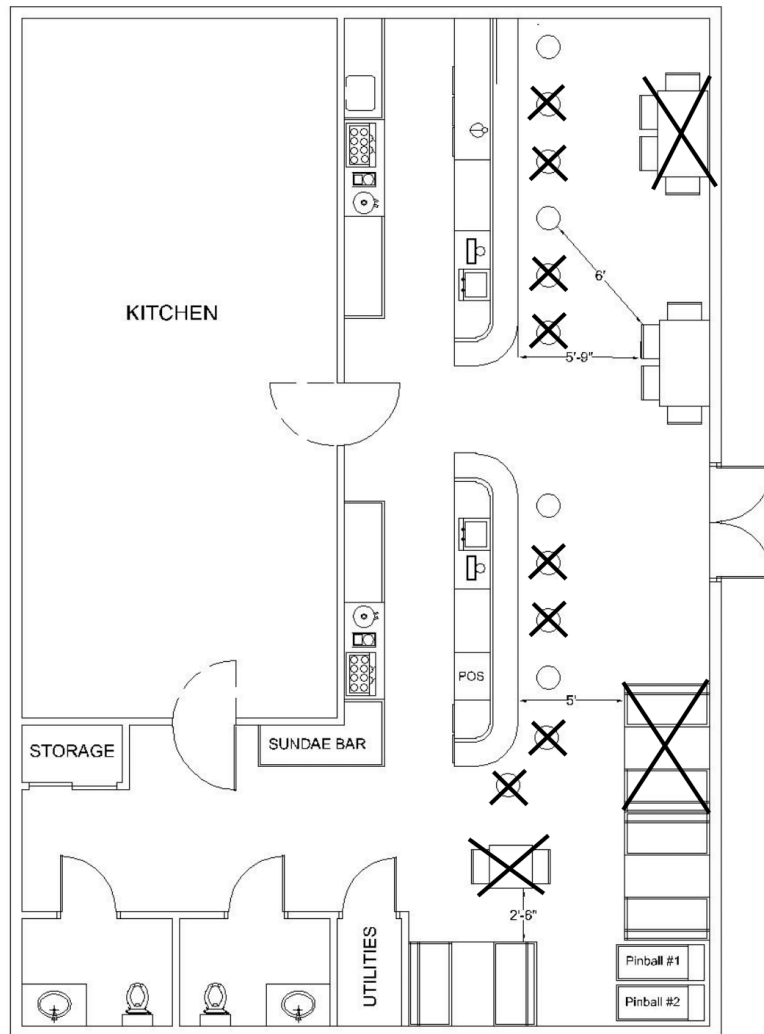 KITCHEN
6'
5'-9"
POS
5'
STORAGE
SUNDAE BAR
2'-6"
UTILITIES
Pinball #1
Pinball #2